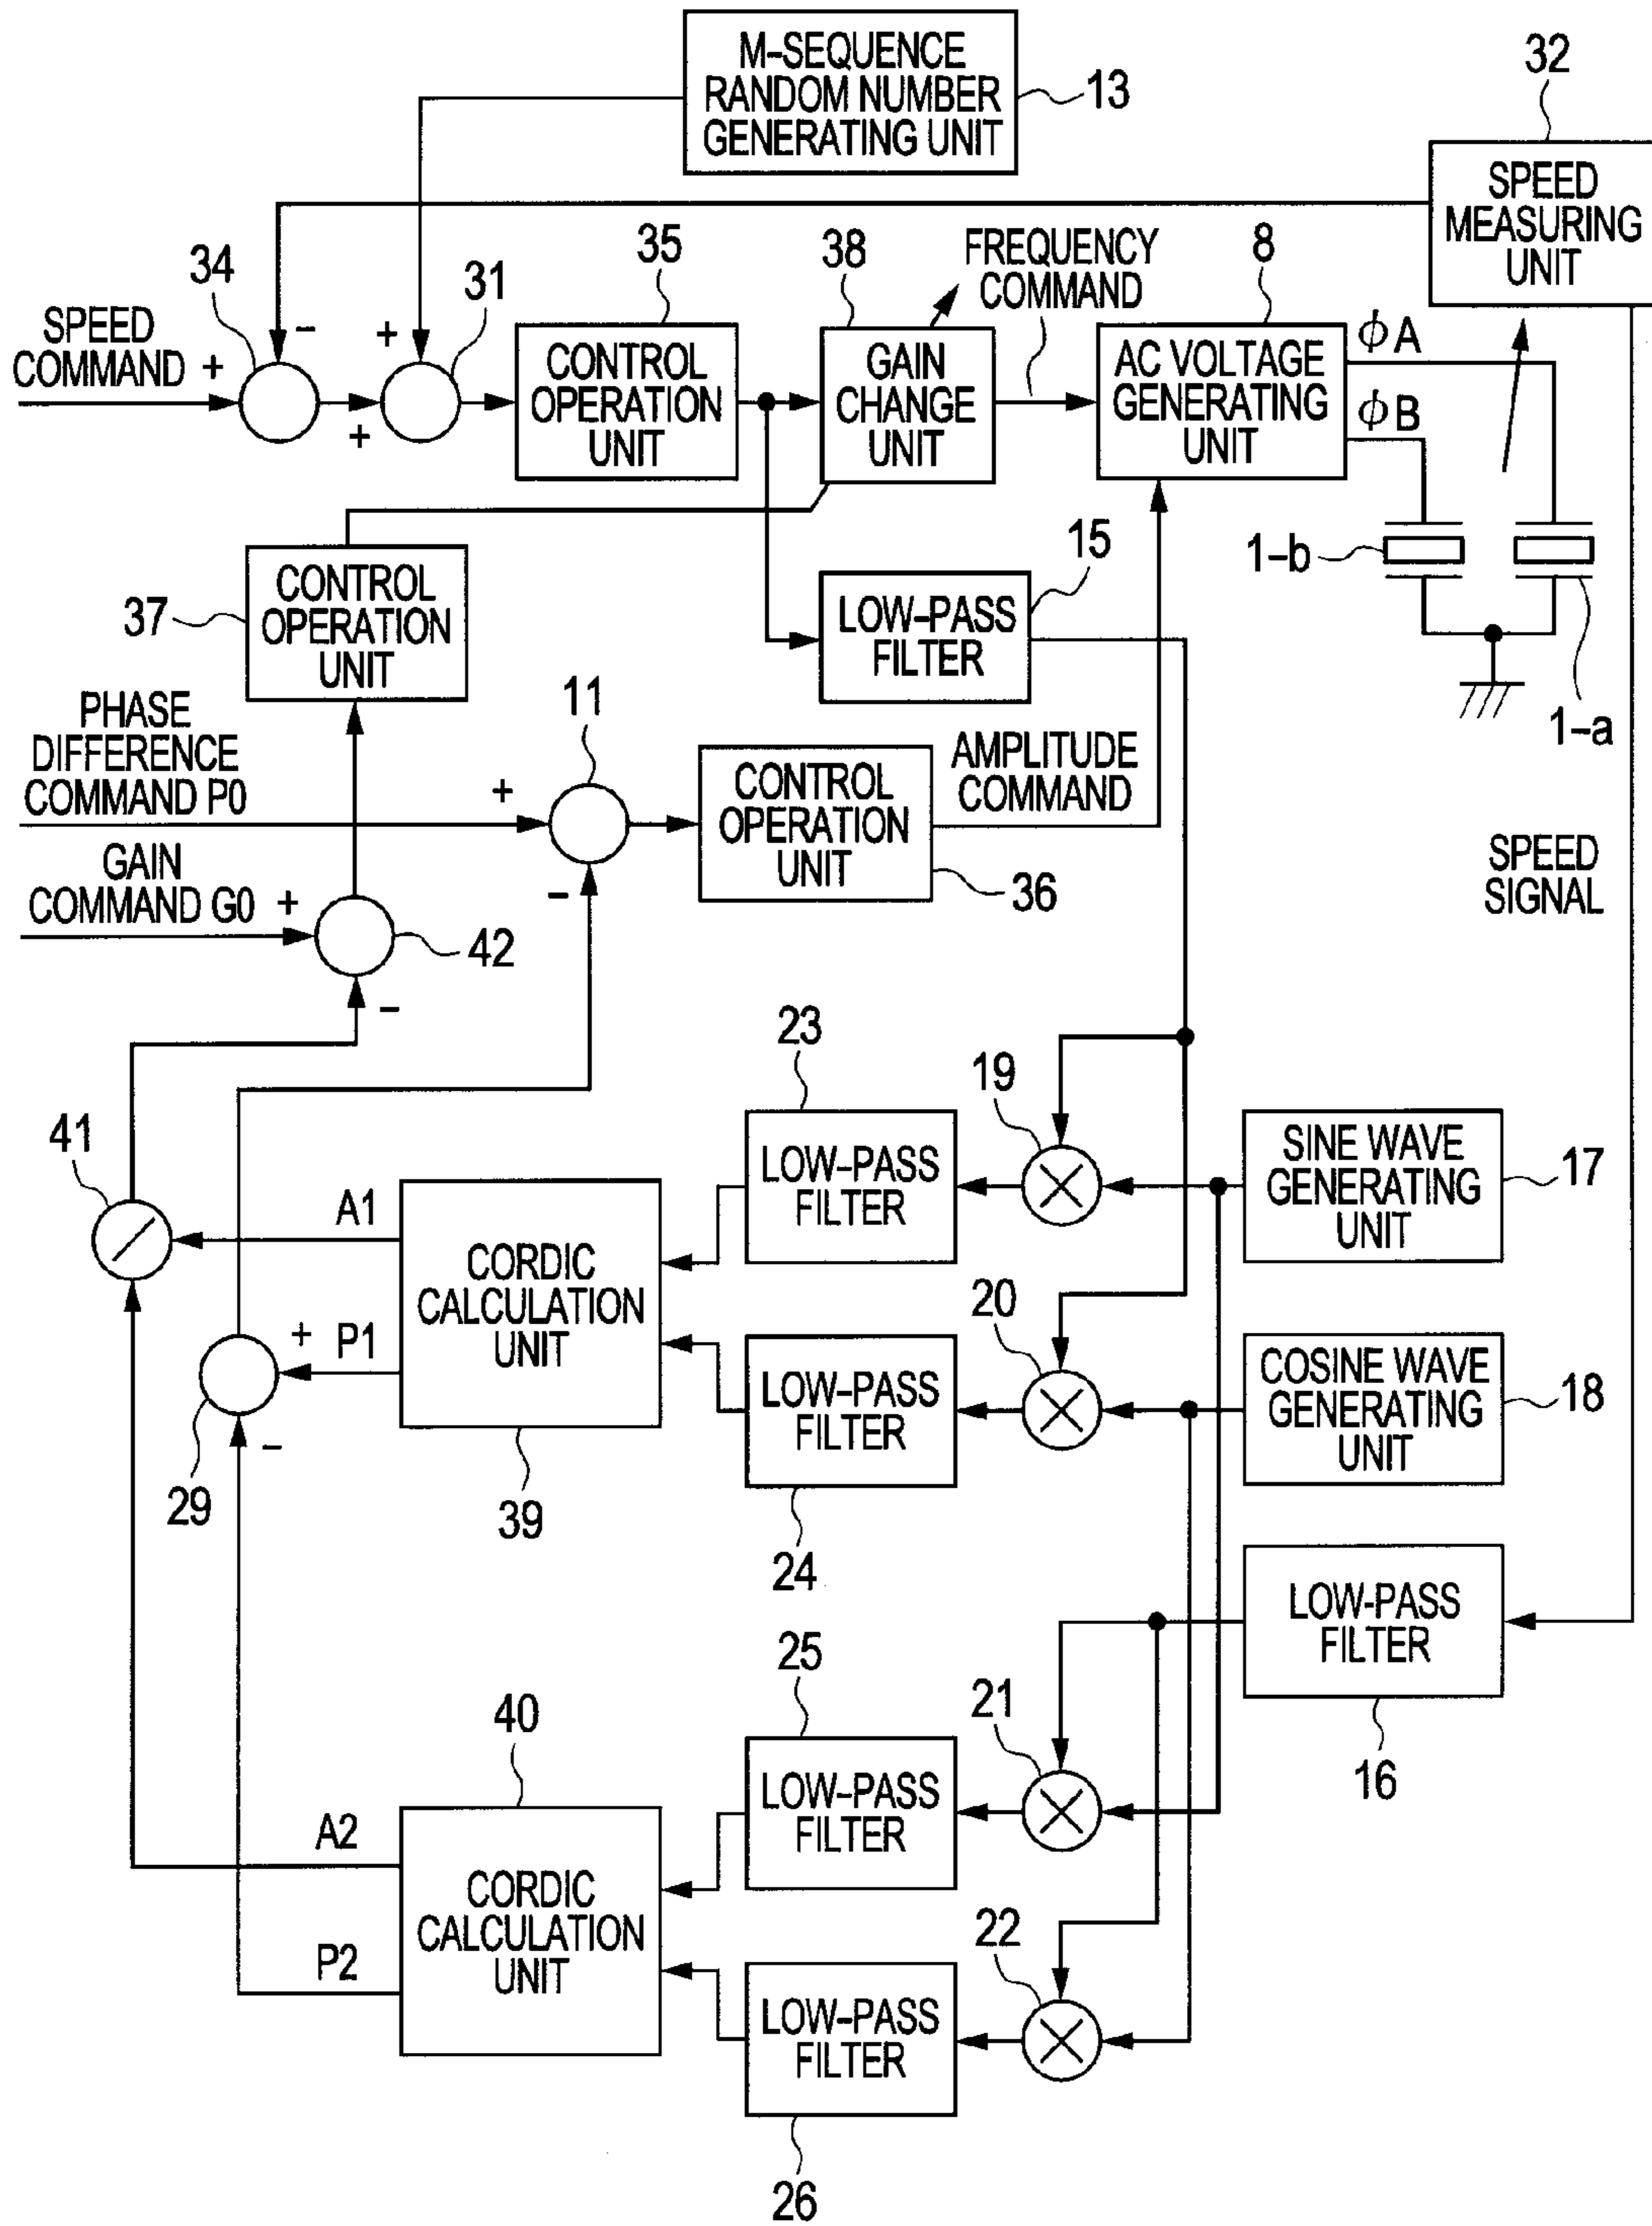 M-SEQUENCE
RANDOM NUMBER
GENERATING UNIT
13
32
SPEED
MEASURING
UNIT
34
31
35
38
FREQUENCY
COMMAND
8
SPEED
COMMAND
+
-
+
+
CONTROL
OPERATION
UNIT
GAIN
CHANGE
UNIT
AC VOLTAGE
GENERATING
UNIT
ϕA
ϕB
37
CONTROL
OPERATION
UNIT
15
LOW-PASS
FILTER
1-b
1-a
PHASE
DIFFERENCE
COMMAND P0
+
11
-
CONTROL
OPERATION
UNIT
36
AMPLITUDE
COMMAND
GAIN
COMMAND G0
+
42
-
SPEED
SIGNAL
23
LOW-PASS
FILTER
19
SINE WAVE
GENERATING
UNIT
17
41
A1
CORDIC
CALCULATION
UNIT
39
+
P1
29
-
20
LOW-PASS
FILTER
24
COSINE WAVE
GENERATING
UNIT
18
LOW-PASS
FILTER
16
25
LOW-PASS
FILTER
21
40
A2
CORDIC
CALCULATION
UNIT
P2
22
LOW-PASS
FILTER
26